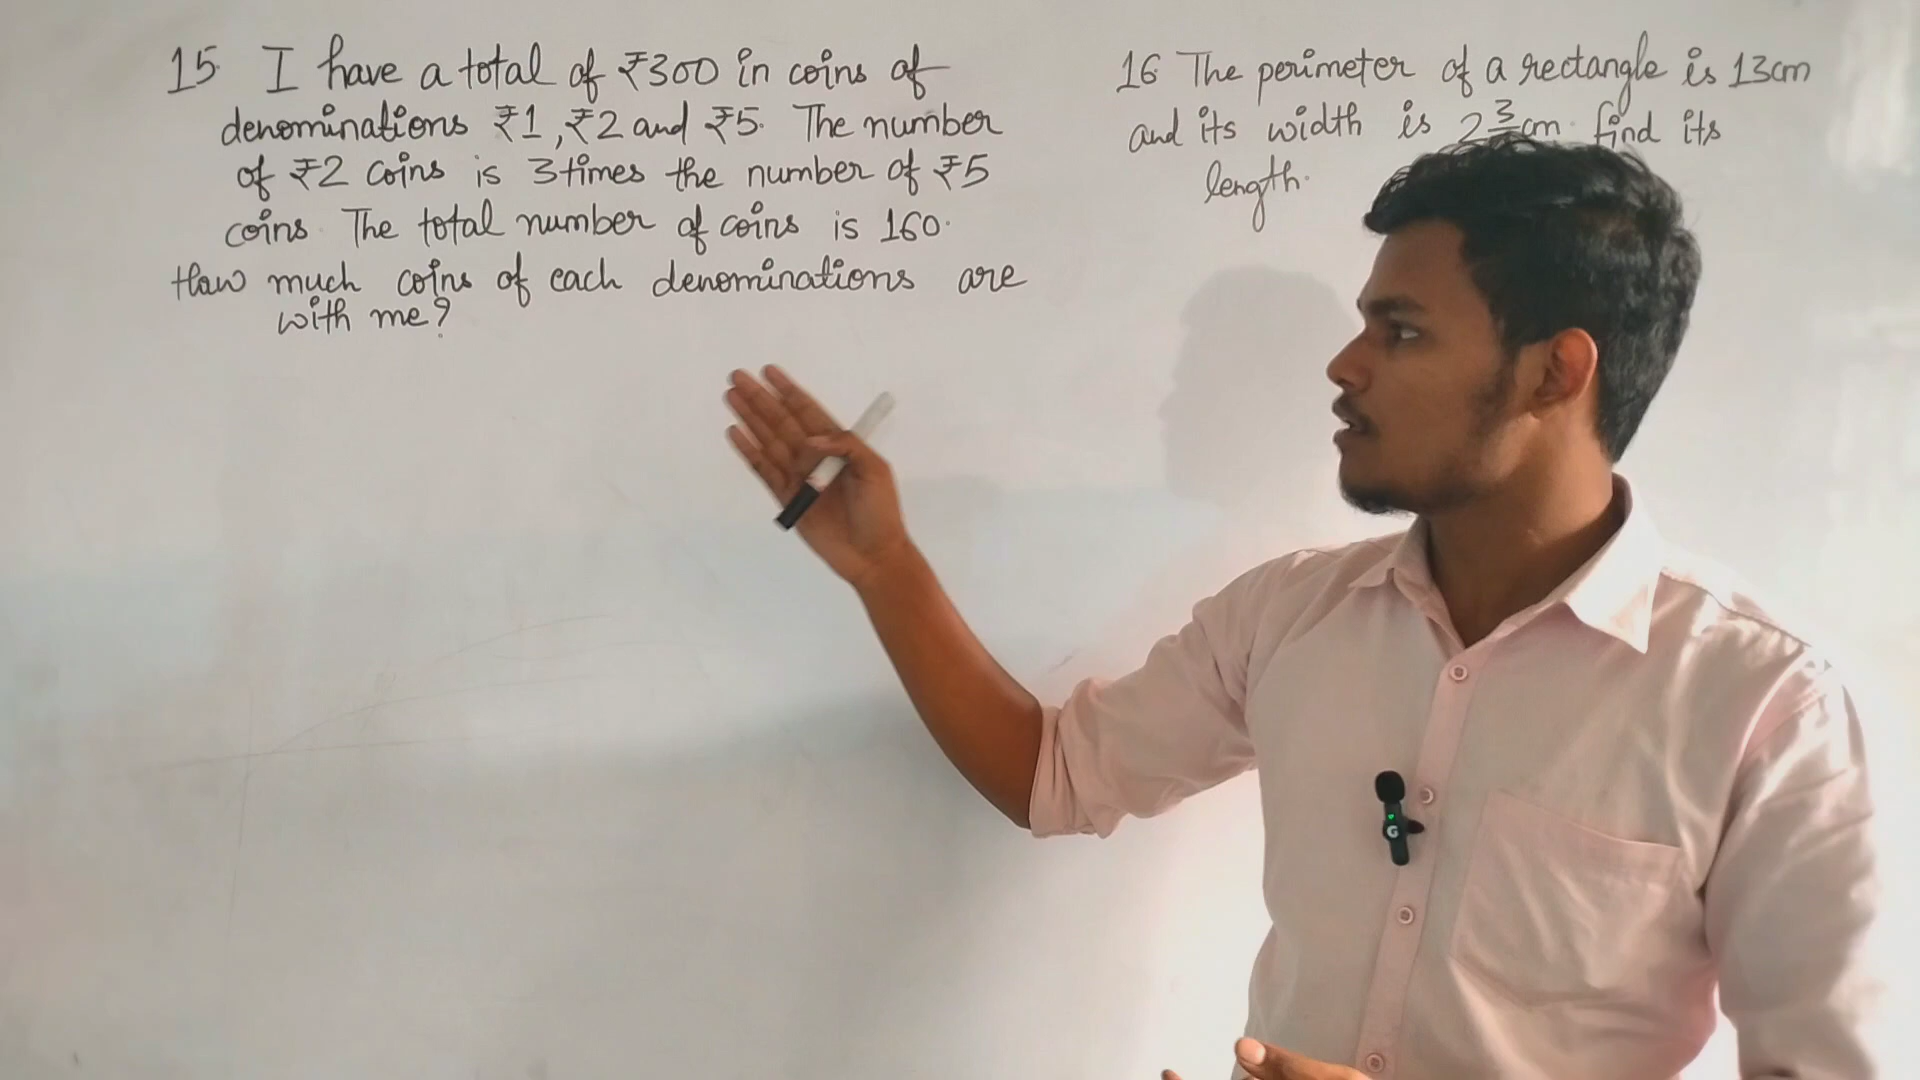 15. I have a total of ₹300 in coins of
denominations ₹1, ₹2 and ₹5. The number
of ₹2 coins is 3 times the number of ₹5
coins. The total number of coins is 160.
How much coins of each denominations are
with me?
16 The perimeter of a rectangle is 13cm
and its width is 2 3 cm. find its
length.
G